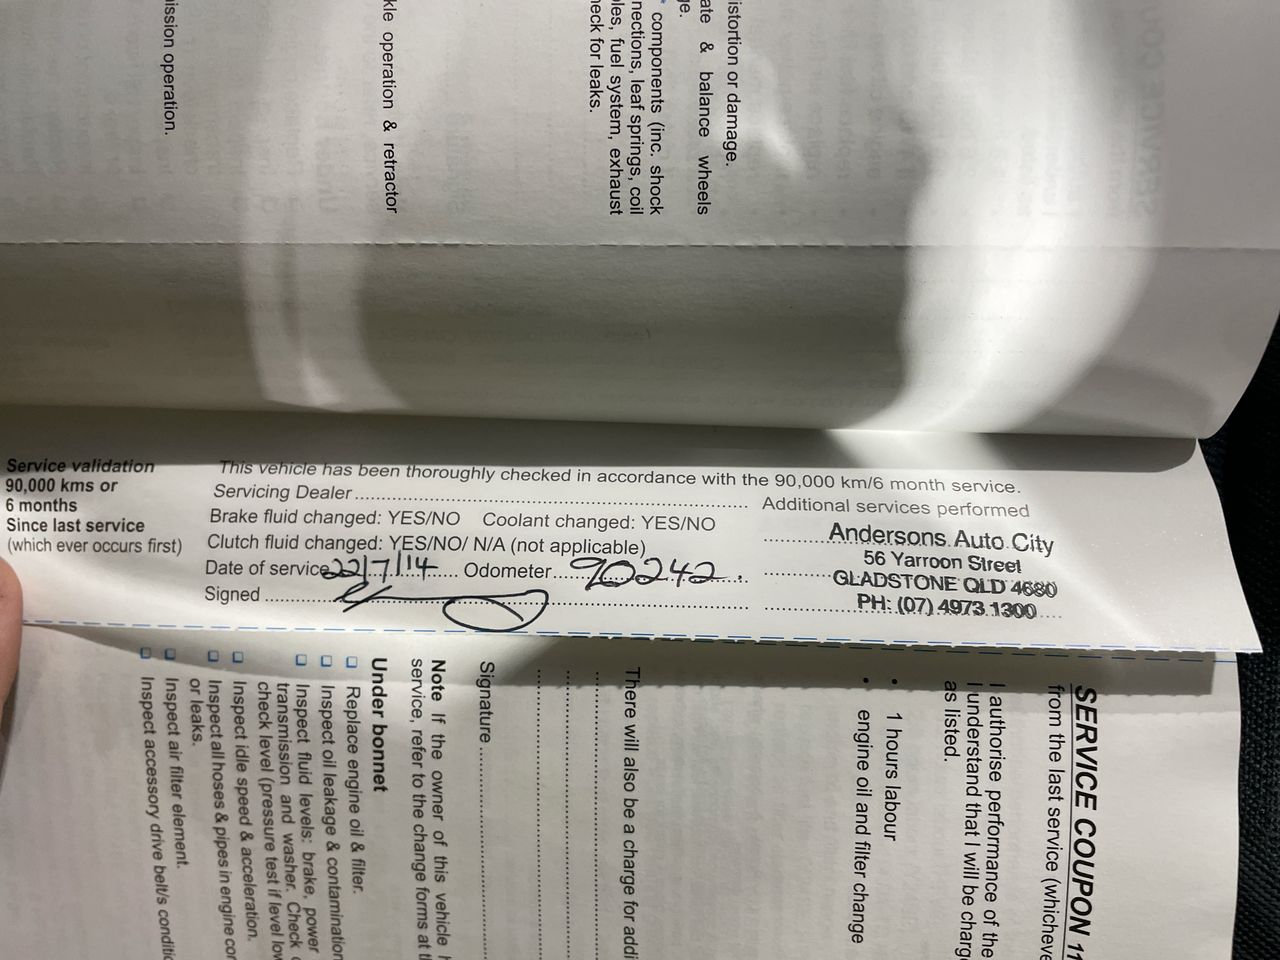 istortion or damage.
ate & balance wheels
ge.
* components (inc. shock
nections, leaf springs, coil
les, fuel system, exhaust
heck for leaks.
kle operation & retractor
ission operation.
Service validation
90,000 kms or
6 months
Since last service
(which ever occurs first)
This vehicle has been thoroughly checked in accordance with the 90,000 km/6 month service.
Servicing Dealer
Additional services performed
Brake fluid changed: YES/NO Coolant changed: YES/NO
Clutch fluid changed: YES/NO/ N/A (not applicable)
Date of service 22/7/14 Odometer 90242.
Signed
Andersons Auto City
56 Yarroon Street
GLADSTONE QLD 4680
PH: (07) 4973 1300
SERVICE COUPON 11
from the last service (whicheve
I authorise performance of the
I understand that I will be charg
as listed.
• 1 hours labour
• engine oil and filter change
There will also be a charge for addi
Signature
Note If the owner of this vehicle h
service, refer to the change forms at t
Under bonnet
Replace engine oil & filter.
Inspect oil leakage & contamination
Inspect fluid levels: brake, power
transmission and washer. Check
check level (pressure test if level low
Inspect idle speed & acceleration.
Inspect all hoses & pipes in engine cor
or leaks.
Inspect air filter element.
Inspect accessory drive belt/s conditic